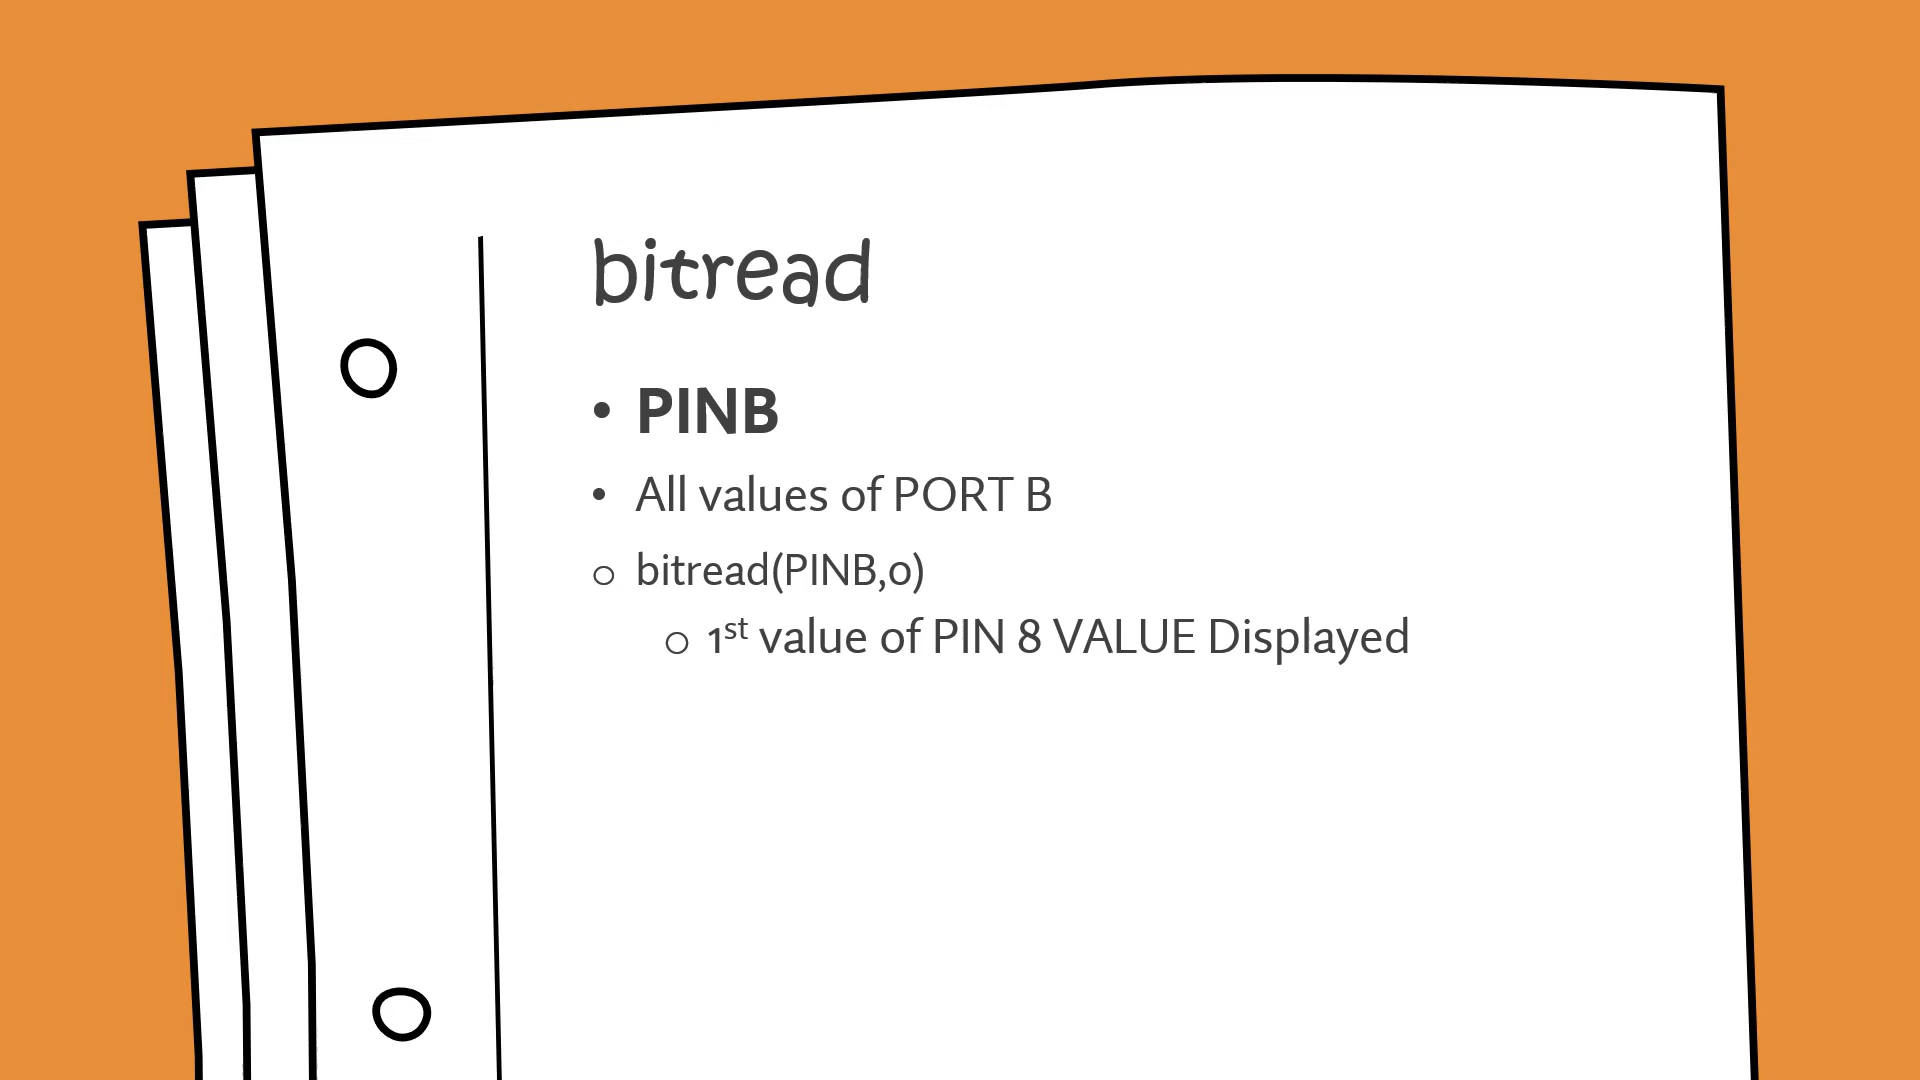 bitread
• PINB
• All values of PORT B
o bitread(PINB,0)
o 1st value of PIN 8 VALUE Displayed